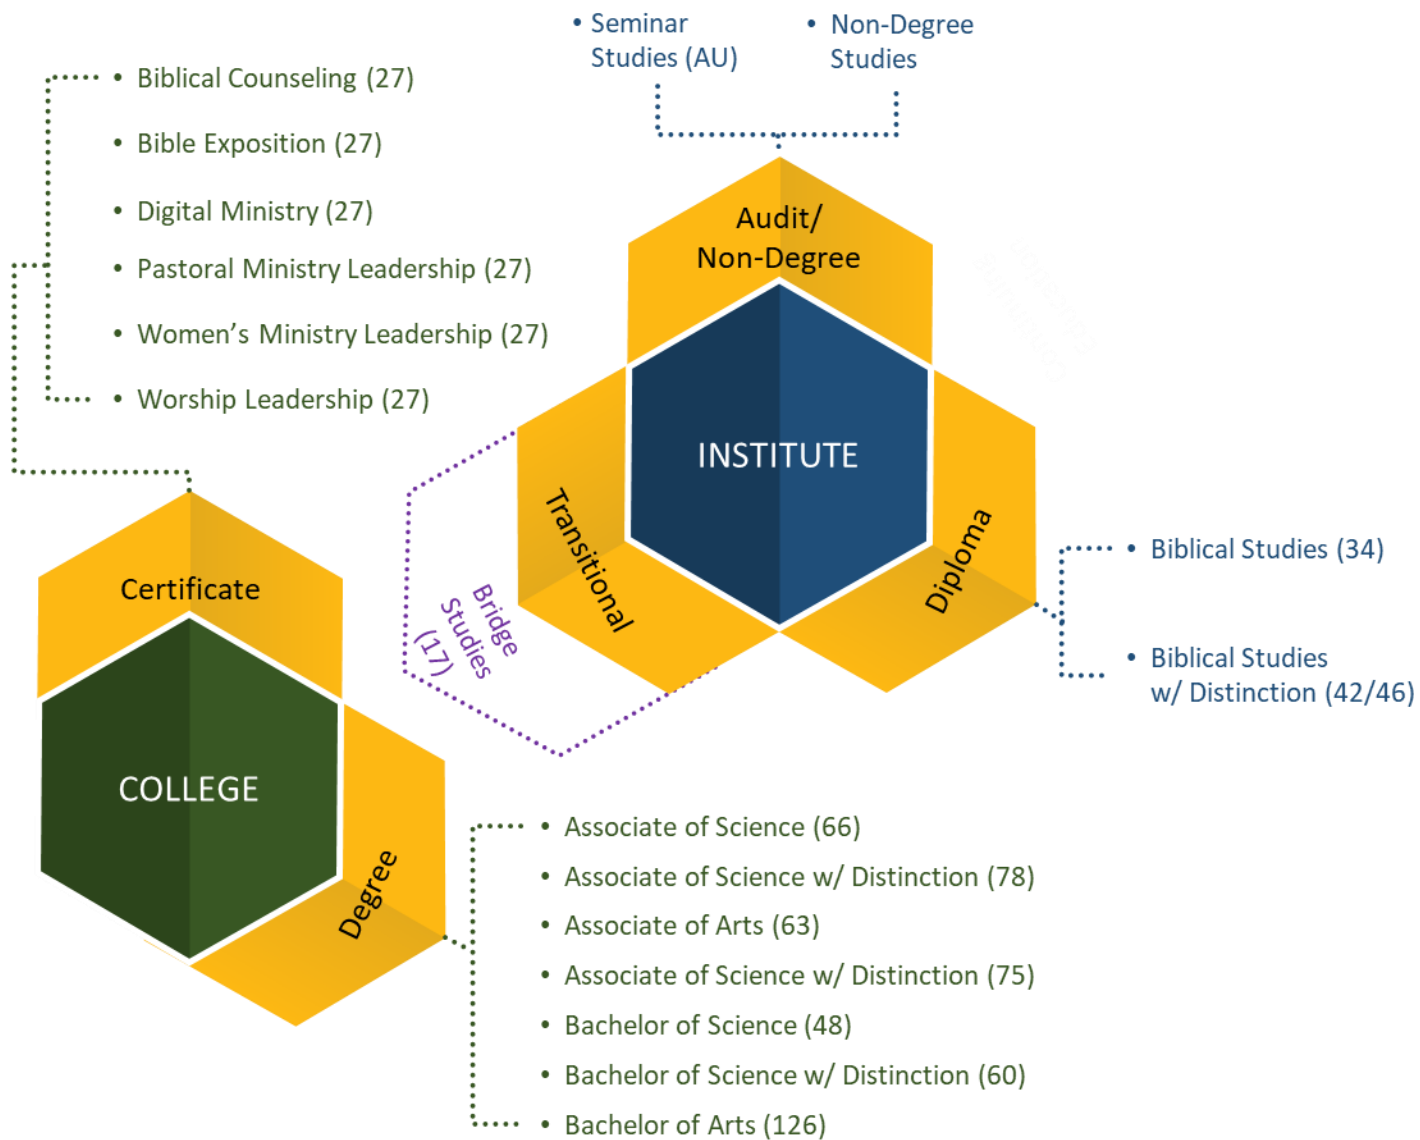 • Seminar
Studies (AU)
• Non-Degree
Studies
• Biblical Counseling (27)
• Bible Exposition (27)
• Digital Ministry (27)
• Pastoral Ministry Leadership (27)
• Women’s Ministry Leadership (27)
• Worship Leadership (27)
Audit/
Non-Degree
INSTITUTE
Transitional
Diploma
Bridge
Studies
(17)
• Biblical Studies (34)
• Biblical Studies
w/ Distinction (42/46)
Certificate
COLLEGE
Degree
• Associate of Science (66)
• Associate of Science w/ Distinction (78)
• Associate of Arts (63)
• Associate of Science w/ Distinction (75)
• Bachelor of Science (48)
• Bachelor of Science w/ Distinction (60)
• Bachelor of Arts (126)